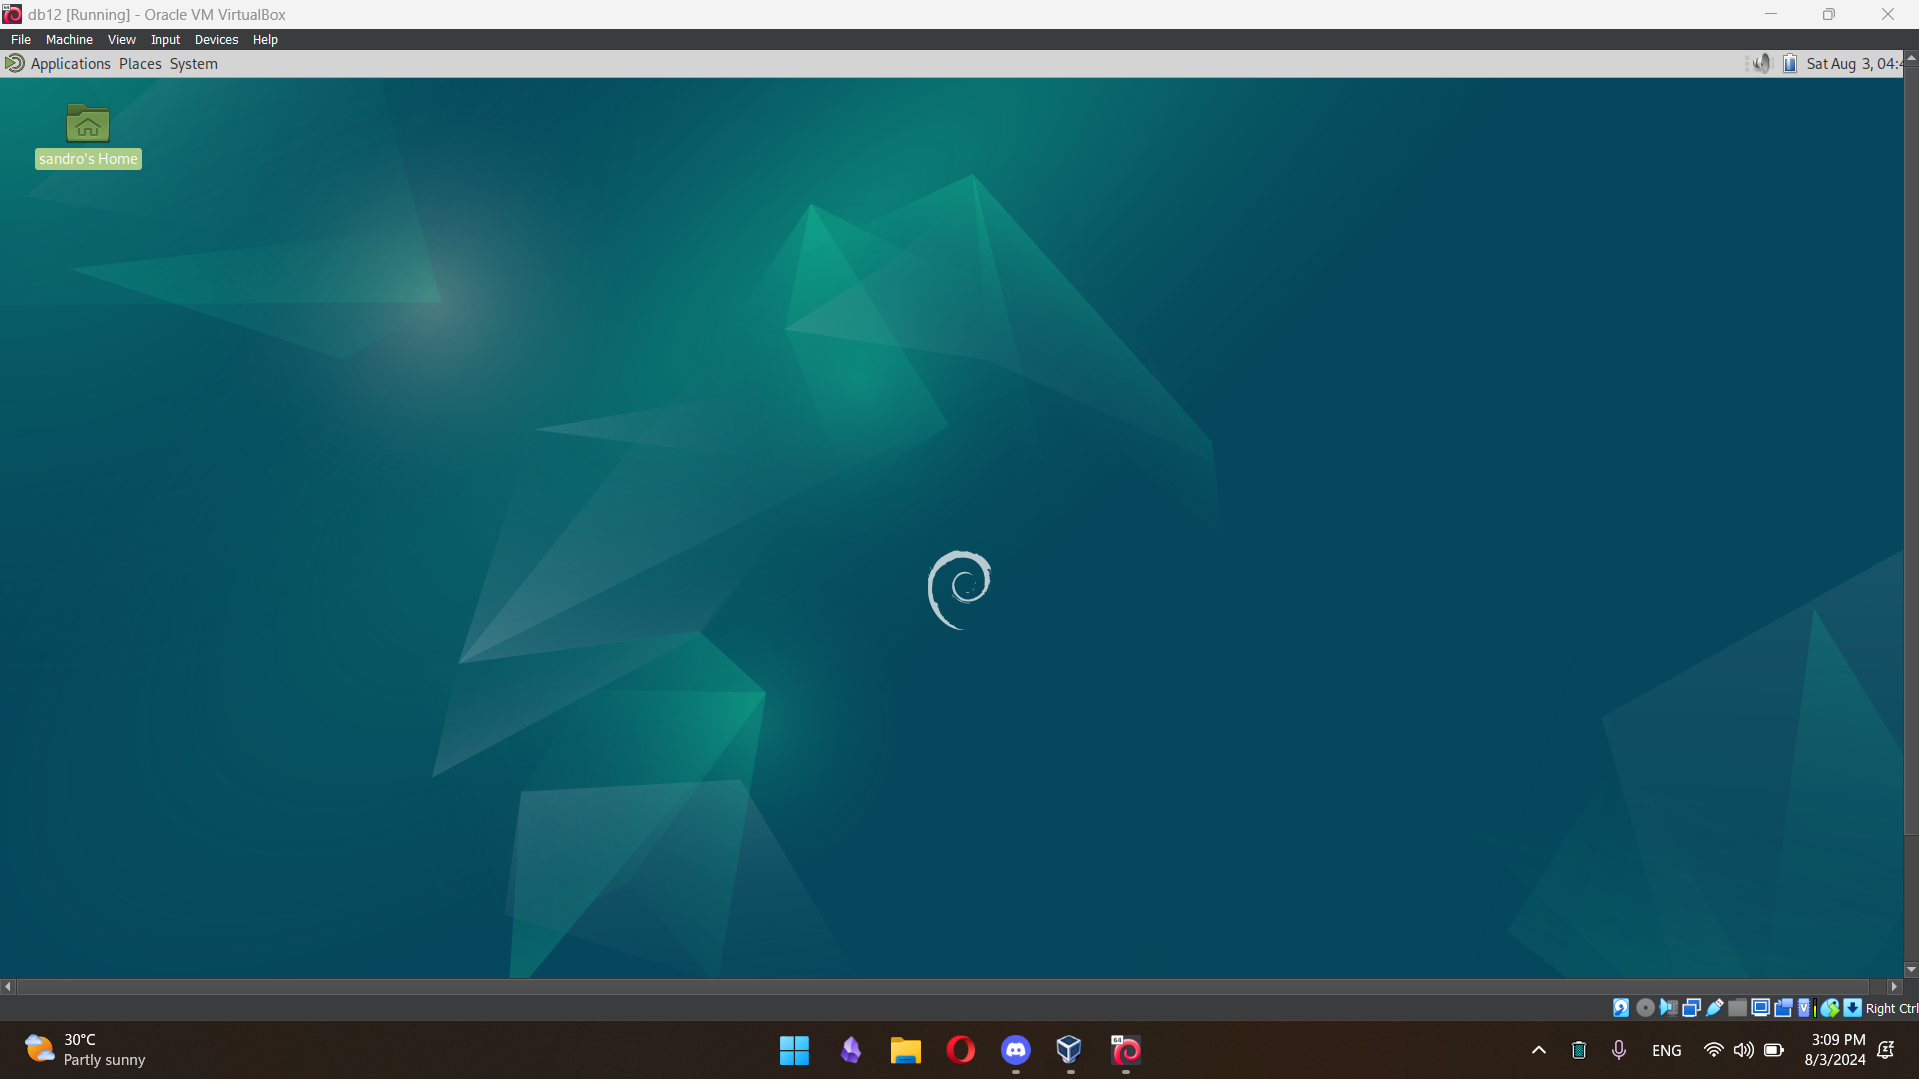 db12 [Running] - Oracle VM VirtualBox
File Machine View Input Devices Help
Applications Places System
Sat Aug 3, 04:4
sandro's Home
Right Ctrl
30°C
Partly sunny
64
ENG
3:09 PM
8/3/2024